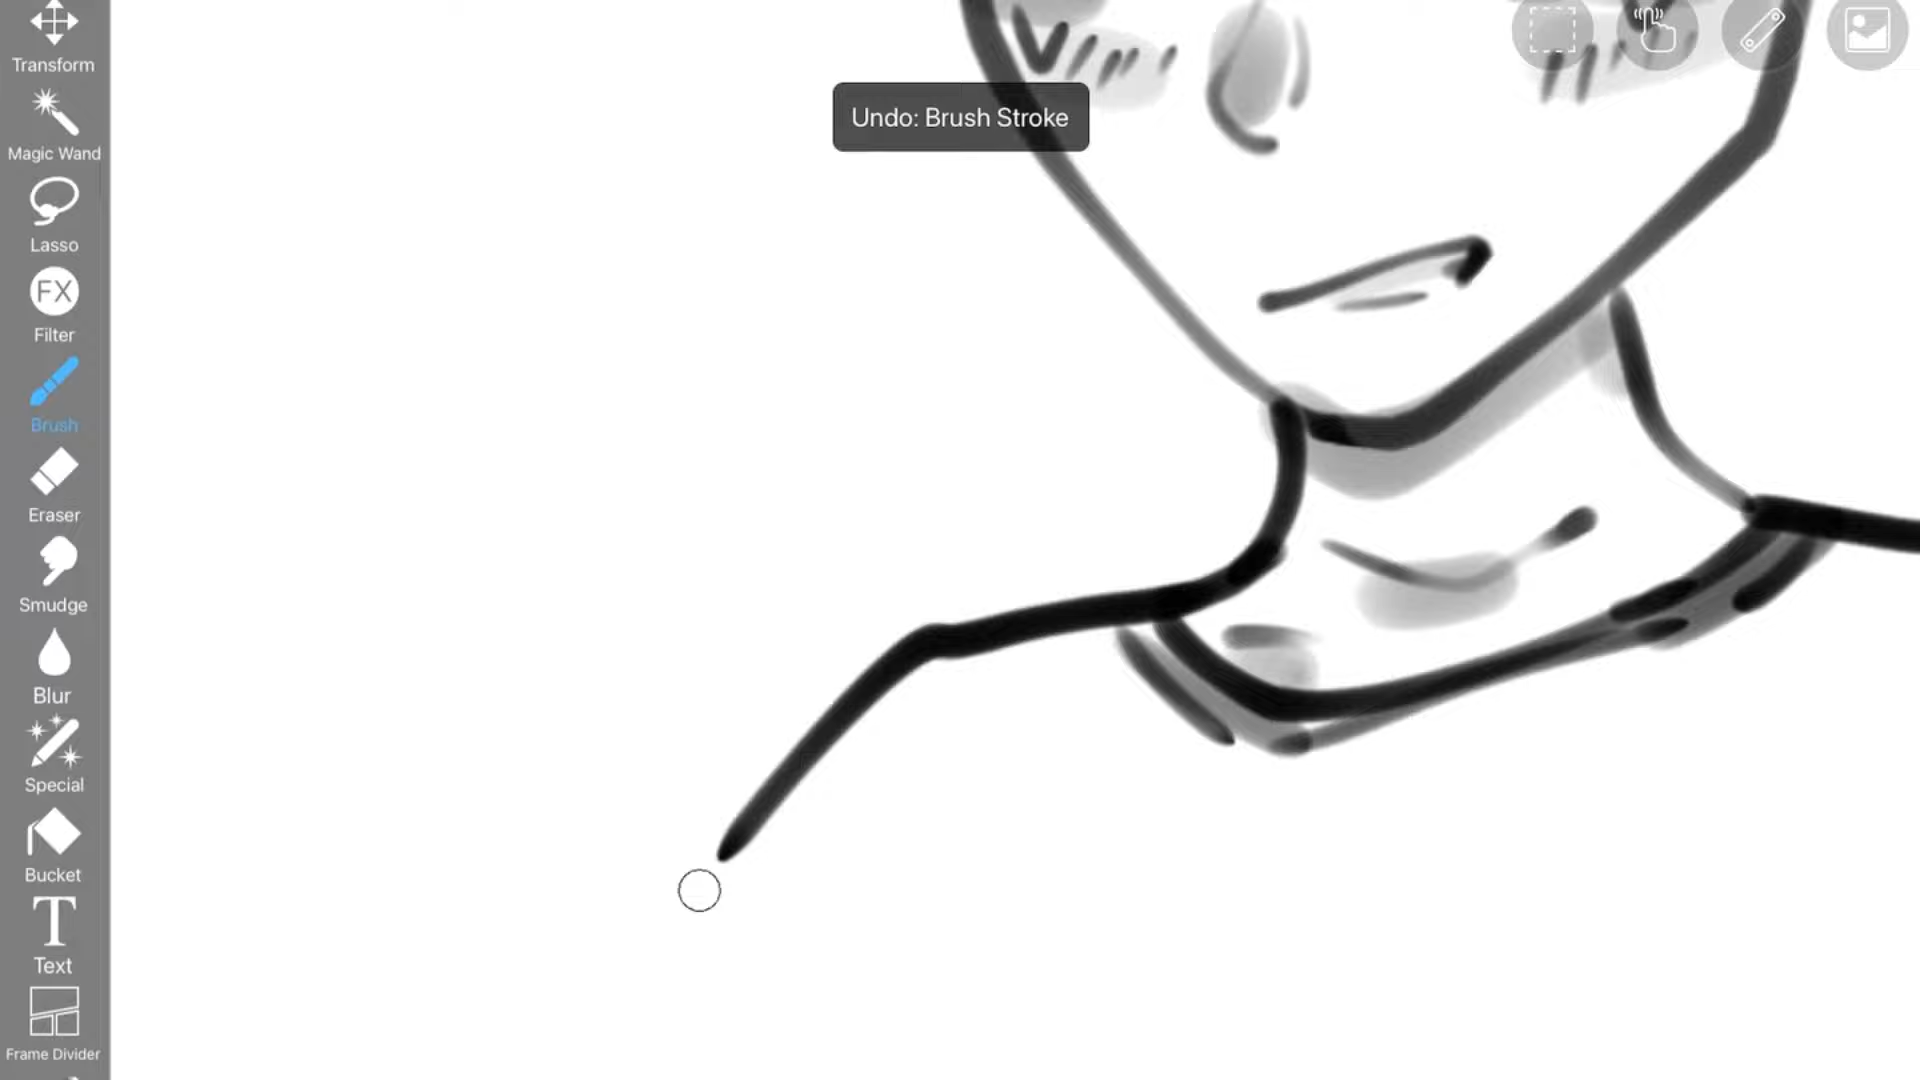 Transform
Magic Wand
Lasso
FX
Filter
Brush
Eraser
Smudge
Blur
Special
Bucket
T
Text
Frame Divider
Undo: Brush Stroke